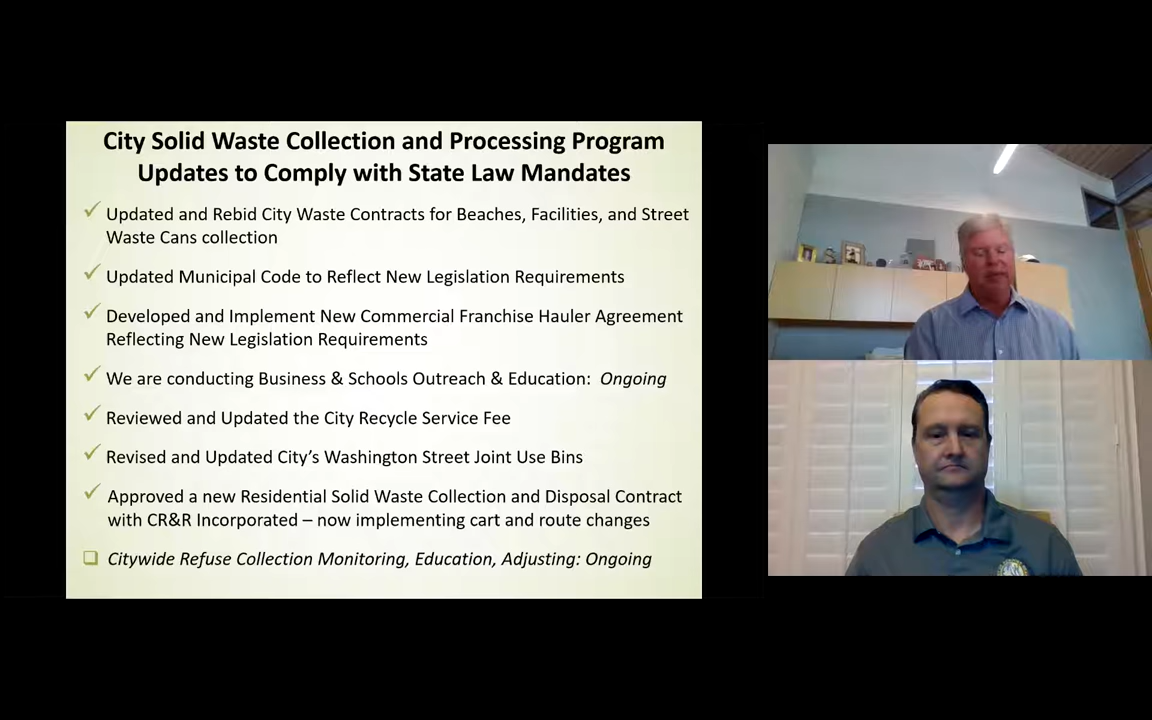 City Solid Waste Collection and Processing Program
Updates to Comply with State Law Mandates
Updated and Rebid City Waste Contracts for Beaches, Facilities, and Street
Waste Cans collection
Updated Municipal Code to Reflect New Legislation Requirements
Developed and Implement New Commercial Franchise Hauler Agreement
Reflecting New Legislation Requirements
We are conducting Business & Schools Outreach & Education: Ongoing
Reviewed and Updated the City Recycle Service Fee
Revised and Updated City's Washington Street Joint Use Bins
Approved a new Residential Solid Waste Collection and Disposal Contract
with CR&R Incorporated – now implementing cart and route changes
Citywide Refuse Collection Monitoring, Education, Adjusting: Ongoing